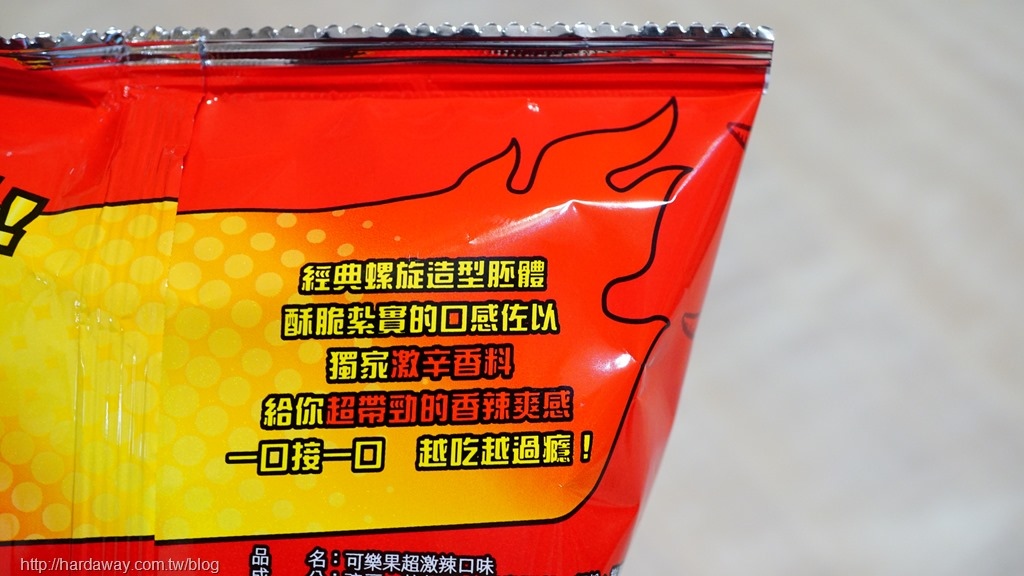 經典螺旋造型胚體
酥脆紮實的口感佐以
獨家激辛香料
給你超帶勁的香辣爽感
一口接一口 越吃越過癮!
品 名:可樂果超激辣口味
http://hardaway.com.tw/blog